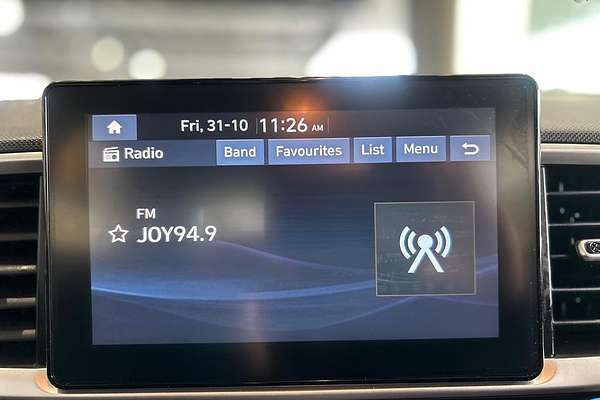 Fri, 31-10 11:26 AM
Radio Band Favourites List Menu
FM
JOY94.9